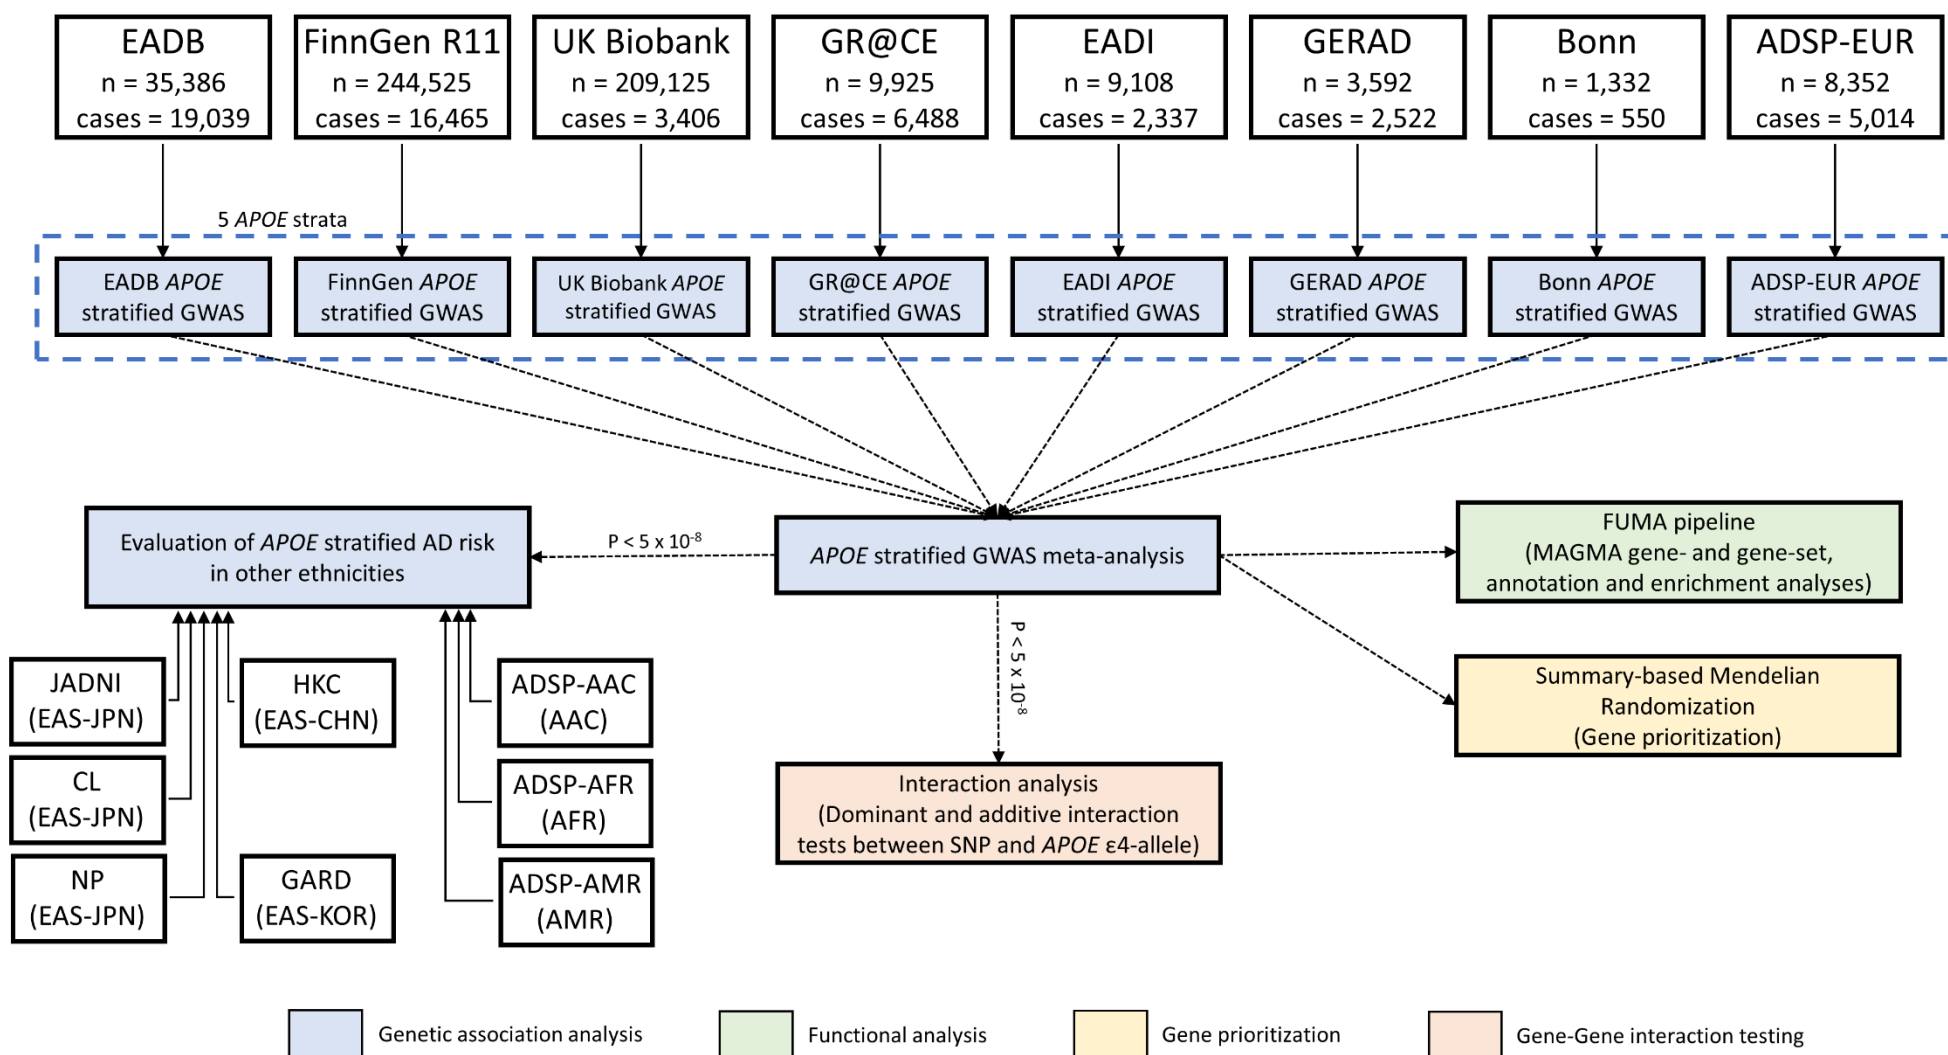 EADB
n = 35,386
cases = 19,039
FinnGen R11
n = 244,525
cases = 16,465
UK Biobank
n = 209,125
cases = 3,406
GR@CE
n = 9,925
cases = 6,488
EADI
n = 9,108
cases = 2,337
GERAD
n = 3,592
cases = 2,522
Bonn
n = 1,332
cases = 550
ADSP-EUR
n = 8,352
cases = 5,014
5 APOE strata
EADB APOE
stratified GWAS
FinnGen APOE
stratified GWAS
UK Biobank APOE
stratified GWAS
GR@CE APOE
stratified GWAS
EADI APOE
stratified GWAS
GERAD APOE
stratified GWAS
Bonn APOE
stratified GWAS
ADSP-EUR APOE
stratified GWAS
Evaluation of APOE stratified AD risk
in other ethnicities
P < 5 x 10⁻⁸
APOE stratified GWAS meta-analysis
FUMA pipeline
(MAGMA gene- and gene-set,
annotation and enrichment analyses)
P < 5 x 10⁻⁸
Summary-based Mendelian
Randomization
(Gene prioritization)
Interaction analysis
(Dominant and additive interaction
tests between SNP and APOE ε4-allele)
JADNI
(EAS-JPN)
HKC
(EAS-CHN)
ADSP-AAC
(AAC)
CL
(EAS-JPN)
ADSP-AFR
(AFR)
NP
(EAS-JPN)
GARD
(EAS-KOR)
ADSP-AMR
(AMR)
Genetic association analysis
Functional analysis
Gene prioritization
Gene-Gene interaction testing